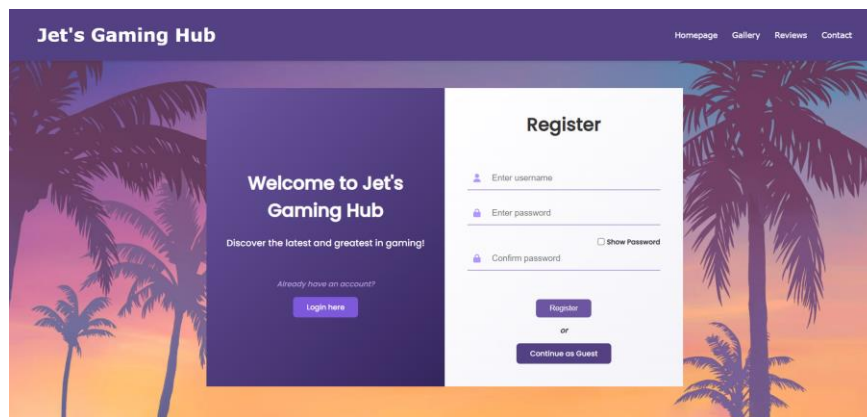 Jet's Gaming Hub
Homepage Gallery Reviews Contact
Welcome to Jet's
Gaming Hub
Discover the latest and greatest in gaming!
Already have an account?
Login here
Register
Enter username
Enter password
Show Password
Confirm password
Register
or
Continue as Guest